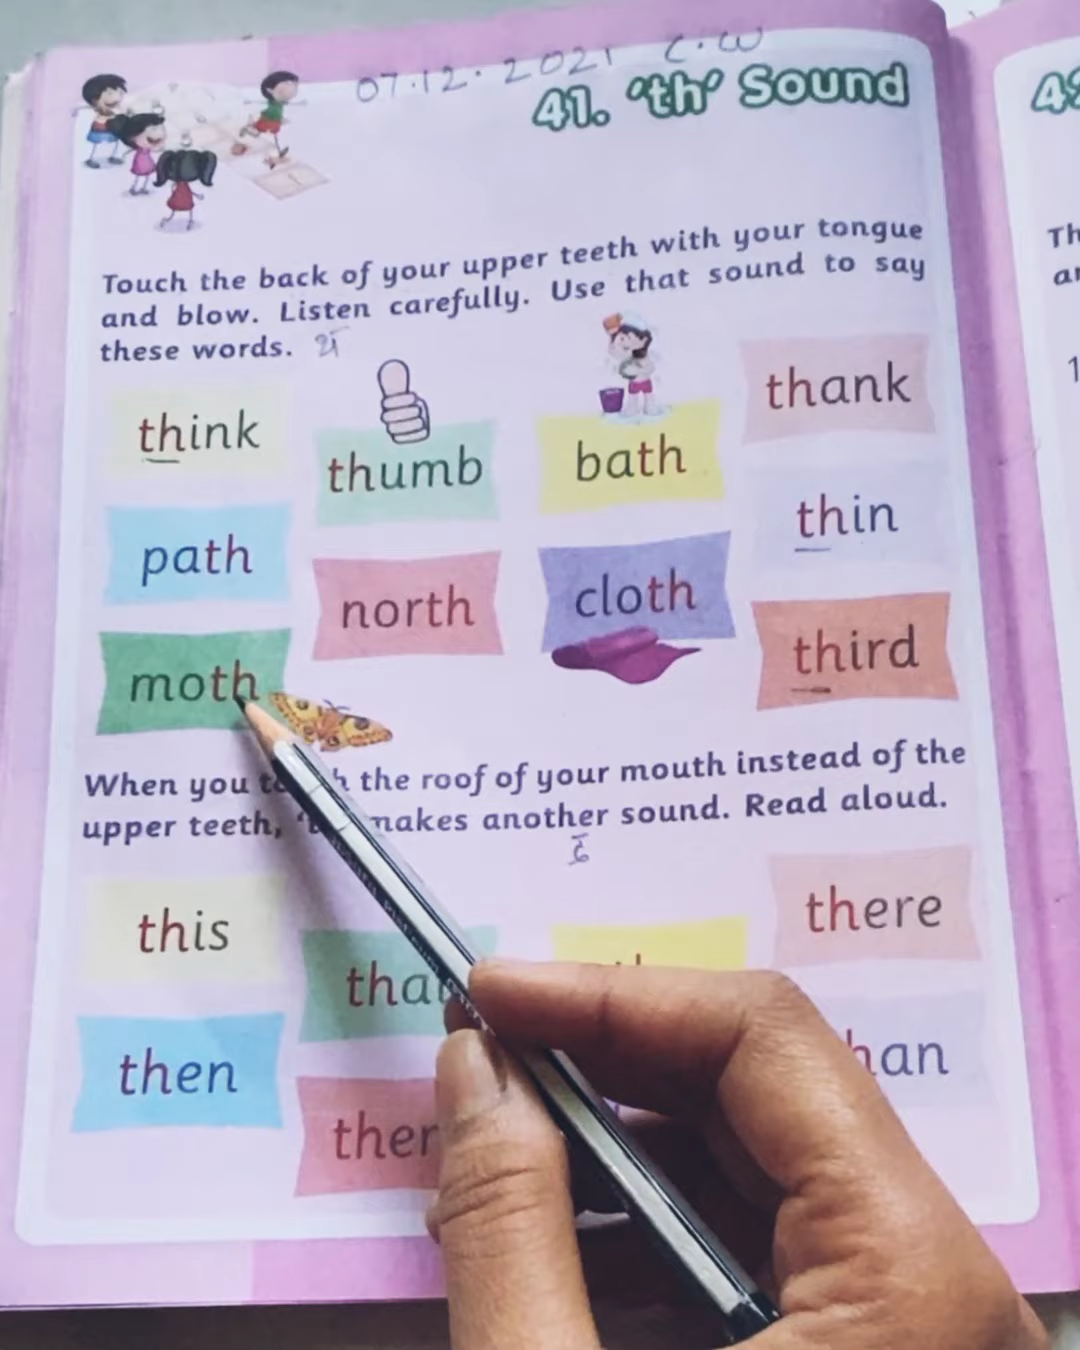 07.12.2021 C.W
41. 'th' Sound
Touch the back of your upper teeth with your tongue
and blow. Listen carefully. Use that sound to say
these words.
think
thumb
bath
thank
path
north
cloth
thin
moth
third
When you the roof of your mouth instead of the
upper teeth, makes another sound. Read aloud.
this
there
then